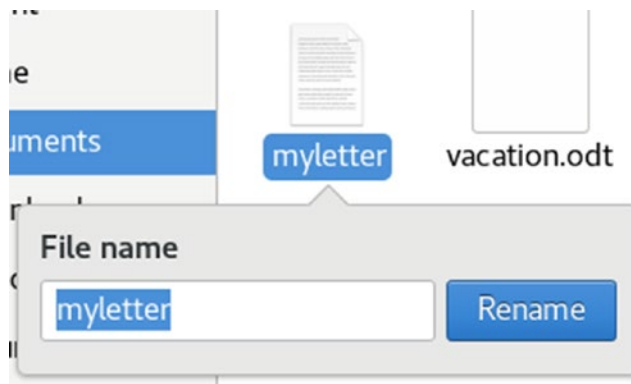 uments
myletter
vacation.odt
File name
myletter
Rename